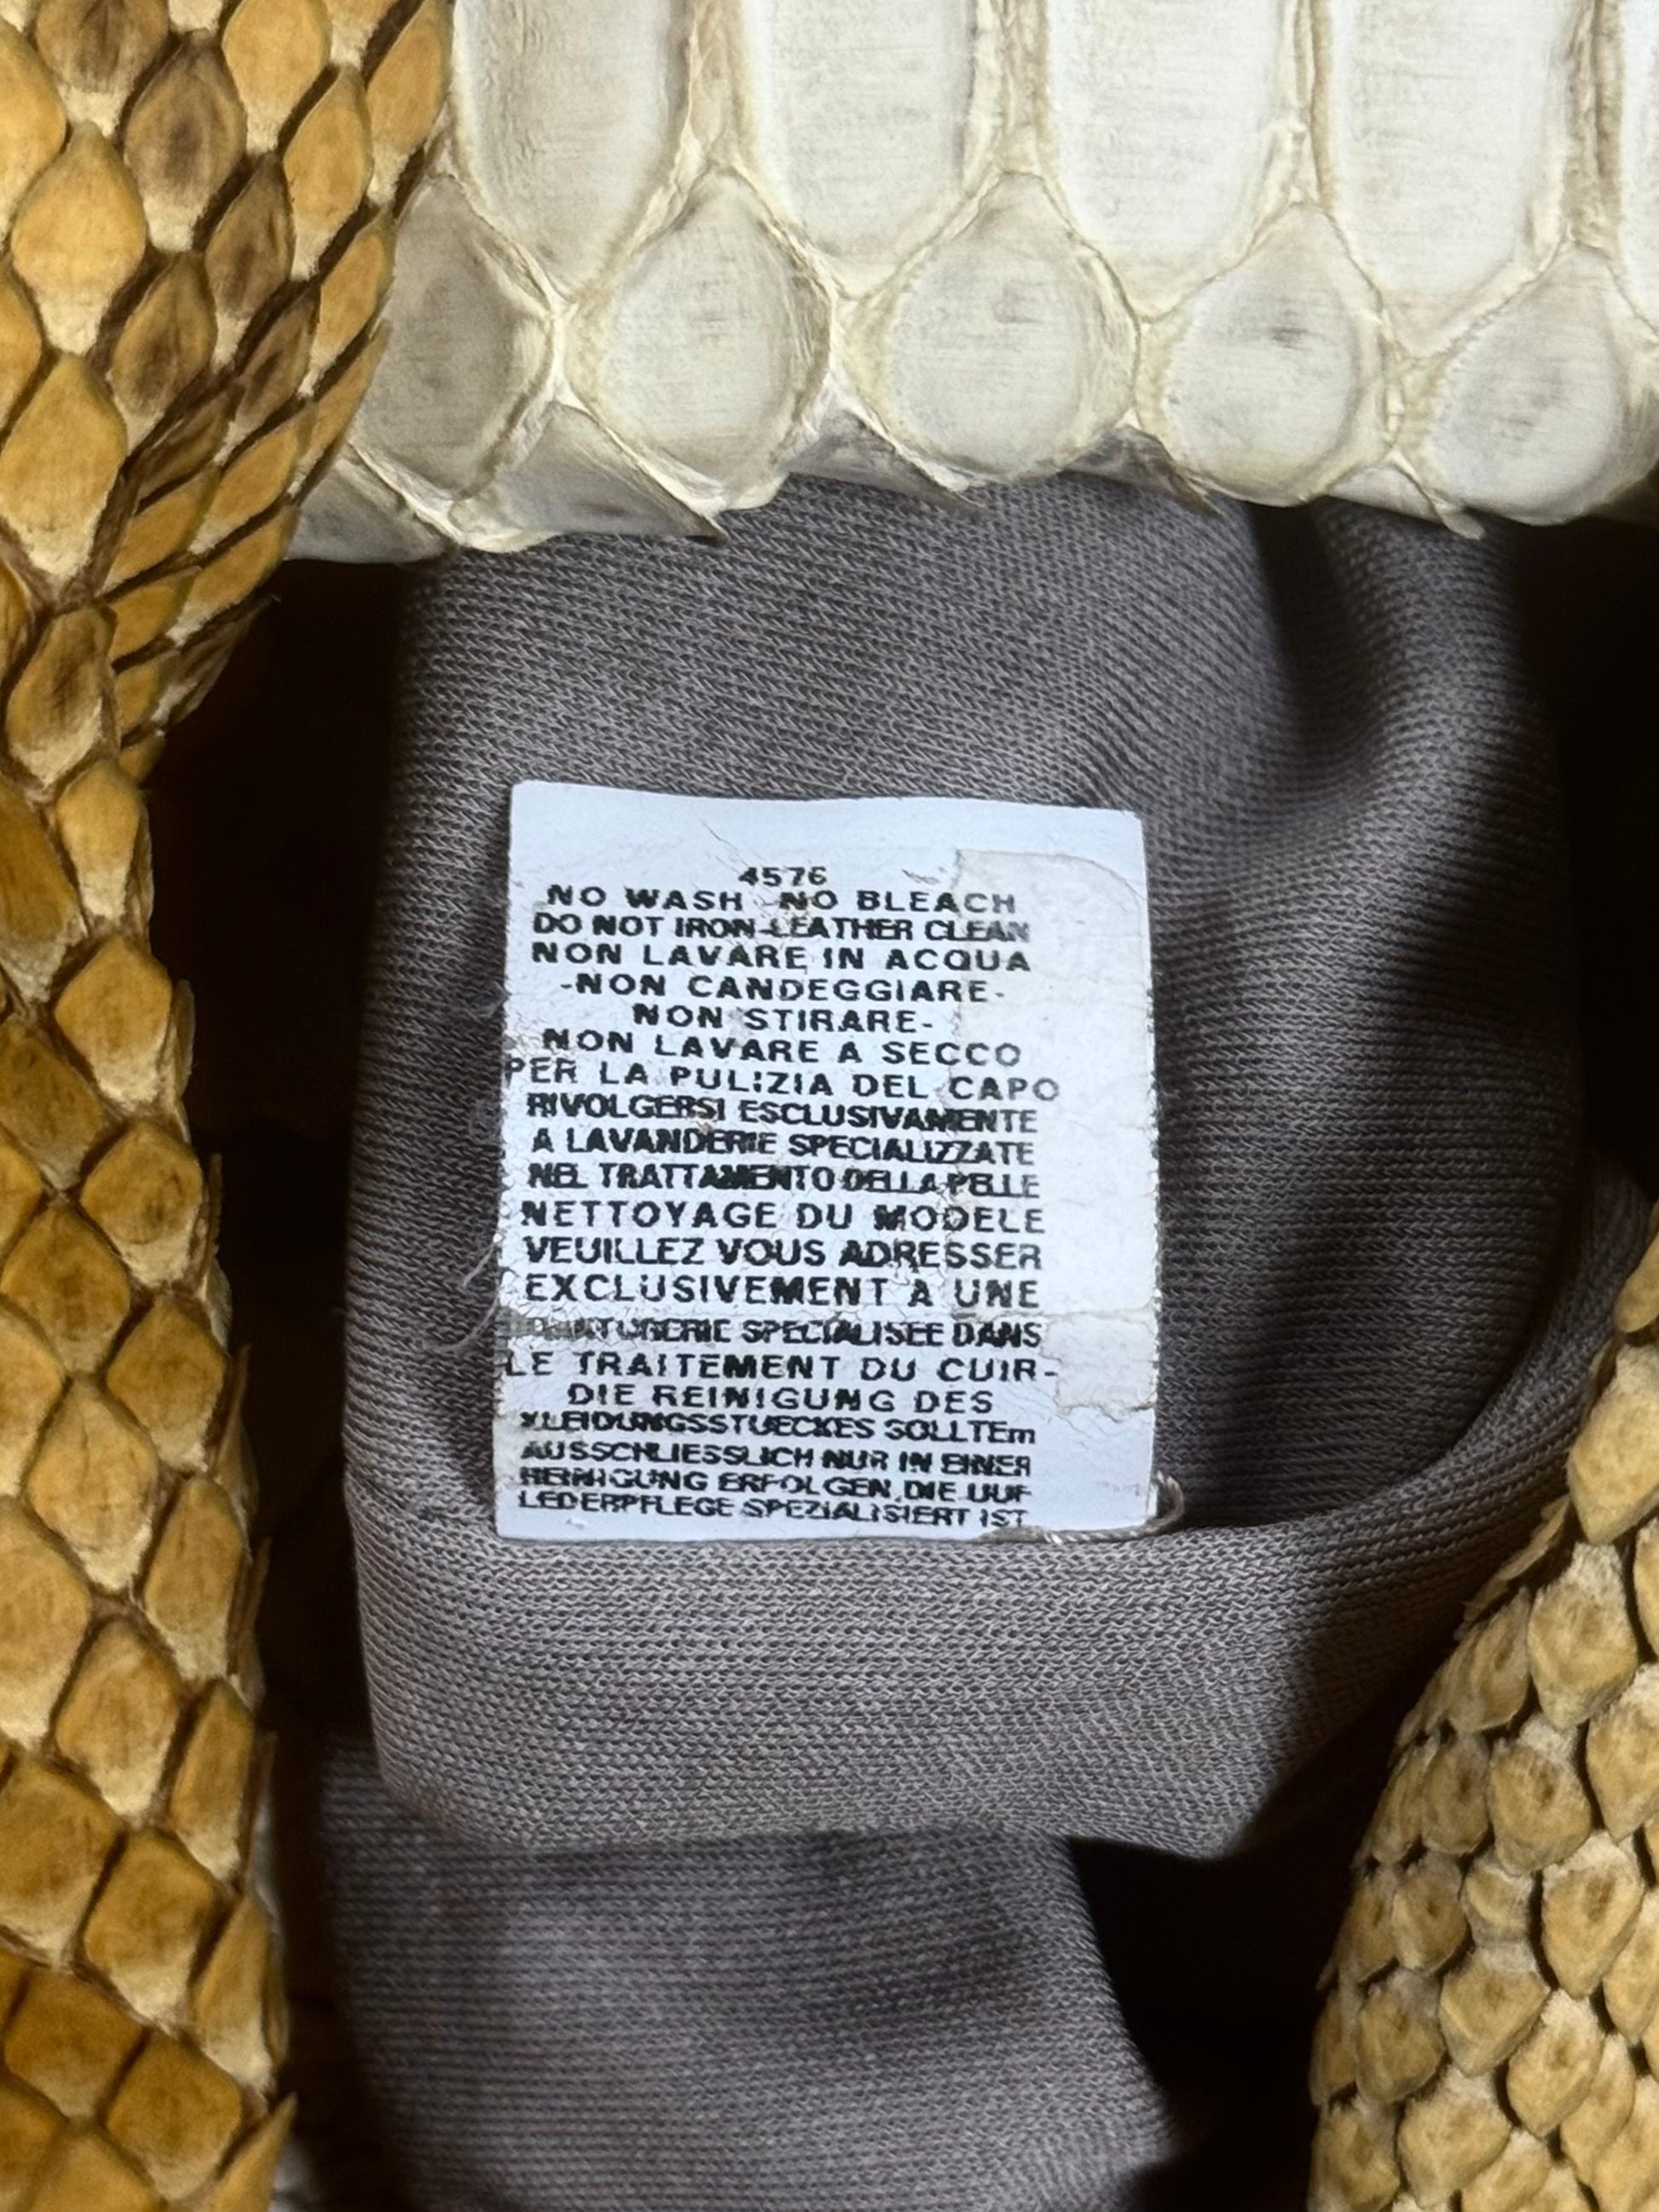 4576
NO WASH -NO BLEACH
DO NOT IRON-LEATHER CLEAN
NON LAVARE IN ACQUA
-NON CANDEGGIARE-
NON STIRARE-
NON LAVARE A SECCO
PER LA PULIZIA DEL CAPO
RIVOLGERSI ESCLUSIVAMENTE
A LAVANDERIE SPECIALIZZATE
NEL TRATTAMENTO DELLA PELLE
NETTOYAGE DU MODELE
VEUILLEZ VOUS ADRESSER
EXCLUSIVEMENT A UNE
SPECIALISEE DANS
LE TRAITEMENT DU CUIR-
DIE REINIGUNG DES
KLEIDUNGSSTUECKES SOLLTEm
AUSSCHLIESSLICH NUR IN EINER
REINIGUNG ERFOLGEN, DIE UUF
LEDERPFLEGE SPEZIALISIERT IST